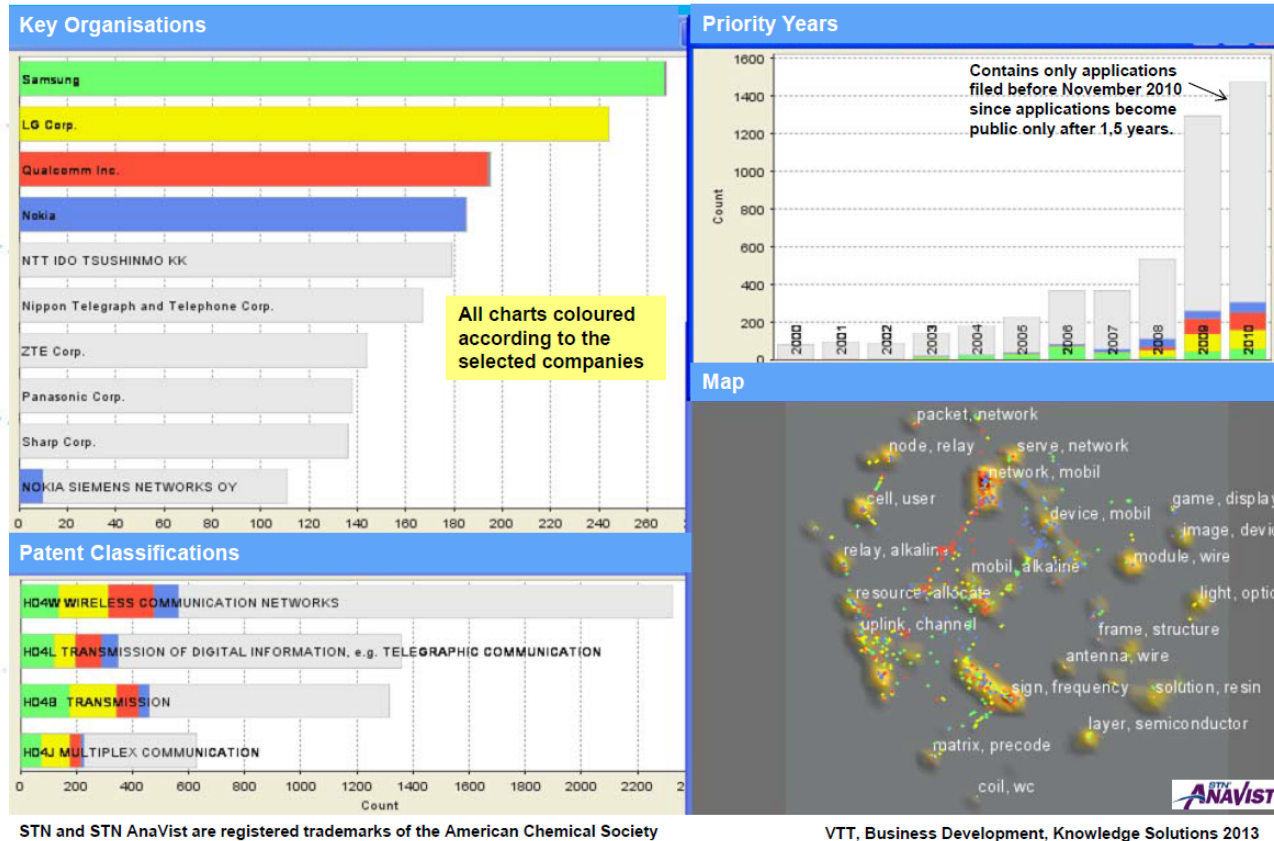 Key Organisations
Samsung
LG Corp.
Qualcomm Inc.
Nokia
NTT IDO TSUSHINMO KK
Nippon Telegraph and Telephone Corp.
ZTE Corp.
Panasonic Corp.
Sharp Corp.
NOKIA SIEMENS NETWORKS OY
0 20 40 60 80 100 120 140 160 180 200 220 240 260
All charts coloured
according to the
selected companies
Patent Classifications
H04W WIRELESS COMMUNICATION NETWORKS
H04L TRANSMISSION OF DIGITAL INFORMATION, e.g. TELEGRAPHIC COMMUNICATION
H04B TRANSMISSION
H04J MULTIPLEX COMMUNICATION
0 200 400 600 800 1000 1200 1400 1600 1800 2000 2200
Count
Priority Years
1600
1400
1200
1000
800
600
400
200
0
Count
Contains only applications
filed before November 2010
since applications become
public only after 1,5 years.
2000 2001 2002 2003 2004 2005 2006 2007 2008 2009 2010
Map
packet, network
node, relay
serve, network
network, mobil
cell, user
game, display
device, mobil
image, devi
relay, alkaline
module, wire
mobil, alkaline
resource, allocate
light, optic
uplink, channel
frame, structure
antenna, wire
sign, frequency
solution, resin
layer, semiconductor
matrix, precode
coil, wc
STN
ANAVIST
STN and STN AnaVist are registered trademarks of the American Chemical Society
VTT, Business Development, Knowledge Solutions 2013